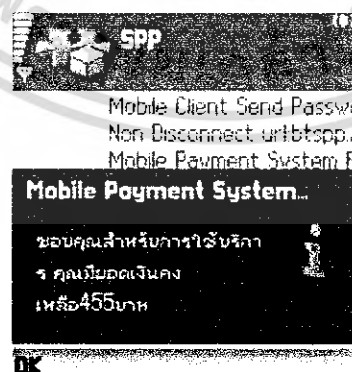 spp
Mobile Client Send Passw
Non Disconnect url:btspp.
Mobile Payment System
Mobile Payment System...
ขอบคุณสำหรับการใช้บริกา
ร คุณมียอดเงินคง
เหลือ455บาท
OK